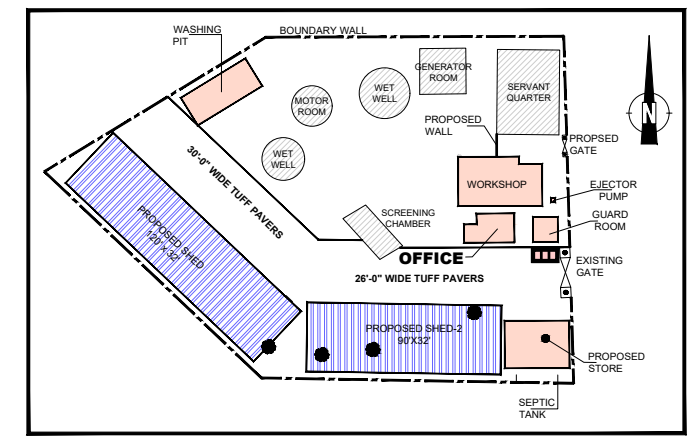 WASHING
PIT
BOUNDARY WALL
GENERATOR
ROOM
WET
WELL
MOTOR
ROOM
SERVANT
QUARTER
N
PROPOSED
WALL
PROPSED
GATE
WET
WELL
30'-0" WIDE TUFF PAVERS
WORKSHOP
EJECTOR
PUMP
SCREENING
CHAMBER
GUARD
ROOM
PROPOSED SHED
120'X32'
OFFICE
EXISTING
GATE
26'-0" WIDE TUFF PAVERS
PROPOSED SHED-2
90'X32'
PROPOSED
STORE
SEPTIC
TANK